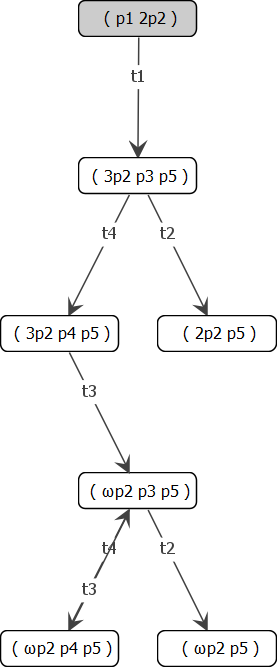 ( p1 2p2 )
t1
( 3p2 p3 p5 )
t4 t2
( 3p2 p4 p5 ) ( 2p2 p5 )
t3
( ωp2 p3 p5 )
t4 t2
t3
( ωp2 p4 p5 ) ( ωp2 p5 )